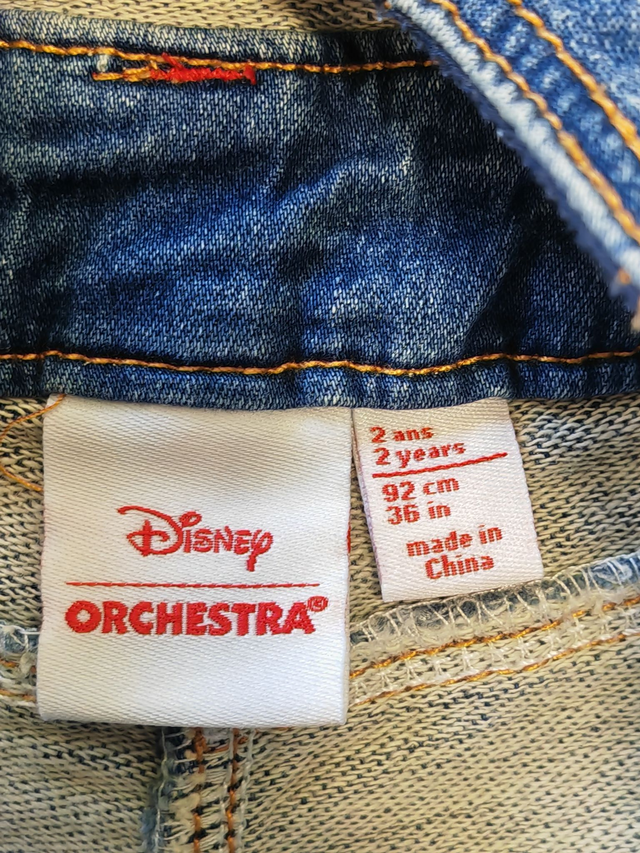 Disney
ORCHESTRA®
2 ans
2 years
92 cm
36 in
made in
China